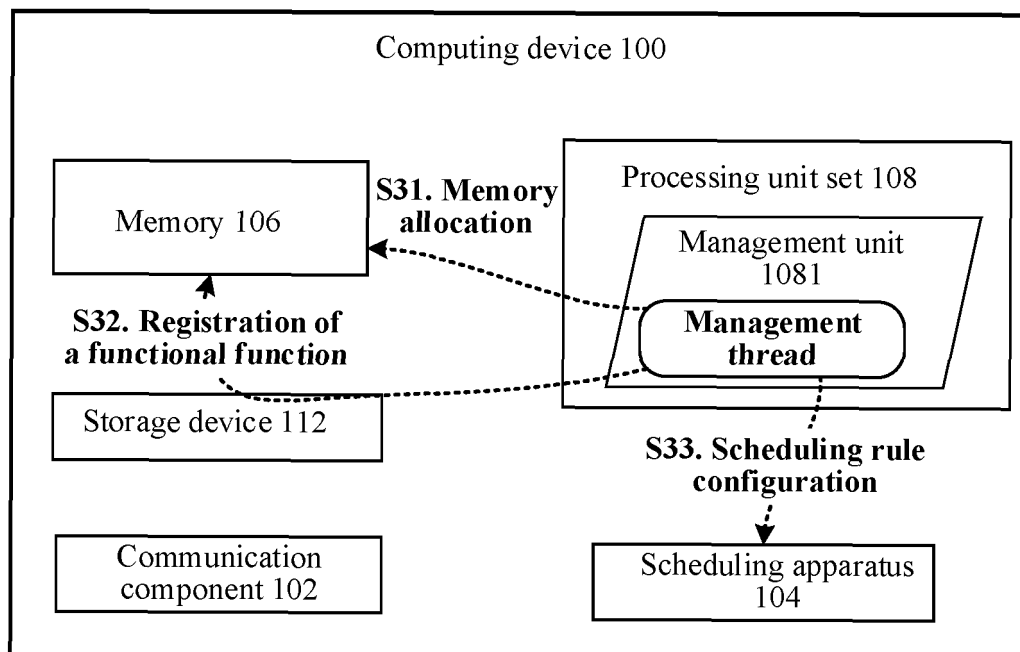 Computing device 100
Memory 106
S31. Memory
allocation
Processing unit set 108
Management unit
1081
Management
thread
S32. Registration of
a functional function
Storage device 112
S33. Scheduling rule
configuration
Communication
component 102
Scheduling apparatus
104